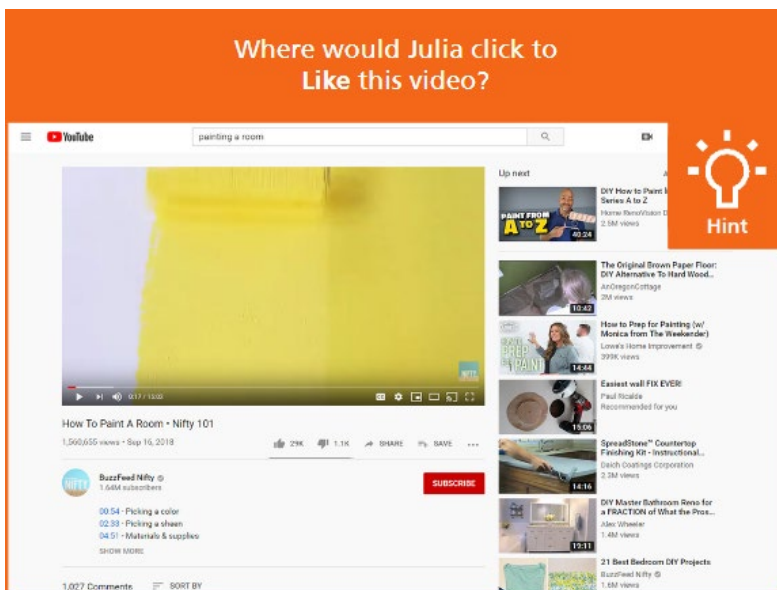 Where would Julia click to
Like this video?
YouTube
painting a room
Hint
Up next
DIY How to Paint
Series A to Z
Home RenoVision D
2.5M views
PAINT FROM
A TO Z
40:24
The Original Brown Paper Floor:
DIY Alternative To Hard Wood...
AnOregonCottage
2M views
10:42
How to Prep for Painting (w/
Monica from The Weekender)
Lowe's Home Improvement
399K views
PREP
PAINT
14:44
Easiest wall FIX EVER!
Paul Ricalde
Recommended for you
15:06
SpreadStone™ Countertop
Finishing Kit - Instructional...
Daich Coatings Corporation
2.3M views
14:16
DIY Master Bathroom Reno for
a FRACTION of What the Pros...
Alex Wheeler
1.4M views
19:11
21 Best Bedroom DIY Projects
BuzzFeed Nifty
1.6M views
NIFTY
0:17 / 13:03
How To Paint A Room • Nifty 101
1,560,655 views • Sep 16, 2018
29K
1.1K
SHARE
SAVE
NIFTY
BuzzFeed Nifty
1.64M subscribers
SUBSCRIBE
00:54 - Picking a color
02:33 - Picking a sheen
04:51 - Materials & supplies
SHOW MORE
1,027 Comments
SORT BY